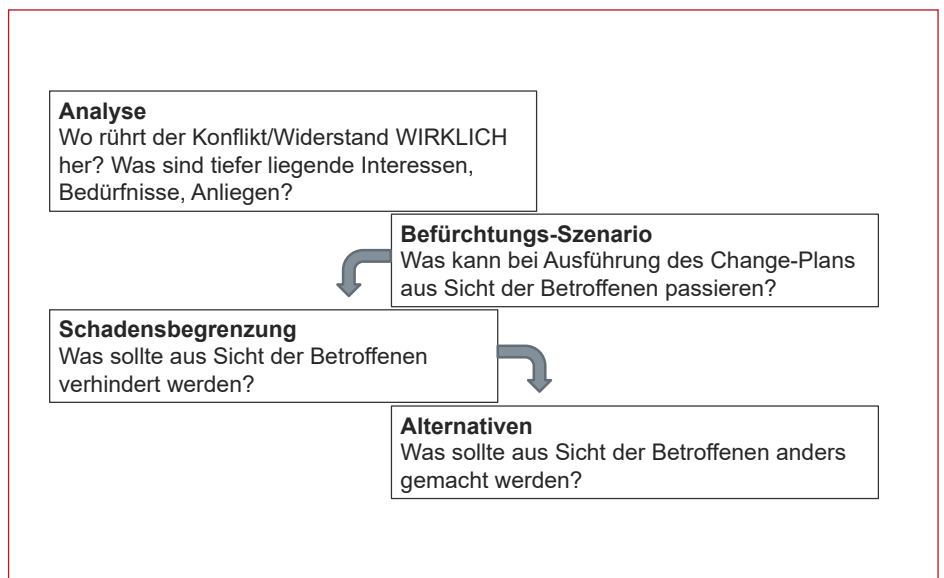 Analyse
Wo rührt der Konflikt/Widerstand WIRKLICH
her? Was sind tiefer liegende Interessen,
Bedürfnisse, Anliegen?
Befürchtungs-Szenario
Was kann bei Ausführung des Change-Plans
aus Sicht der Betroffenen passieren?
Schadensbegrenzung
Was sollte aus Sicht der Betroffenen
verhindert werden?
Alternativen
Was sollte aus Sicht der Betroffenen anders
gemacht werden?